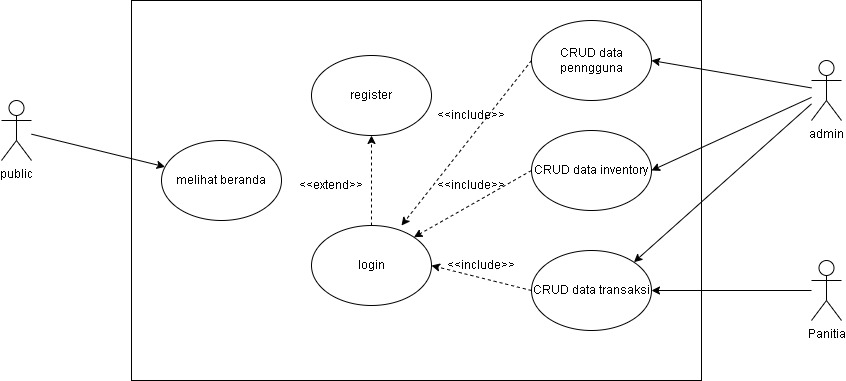 CRUD data
penngguna
register
<<include>>
admin
public
melihat beranda
<<extend>>
<<include>>
CRUD data inventory
login
<<include>>
CRUD data transaksi
Panitia